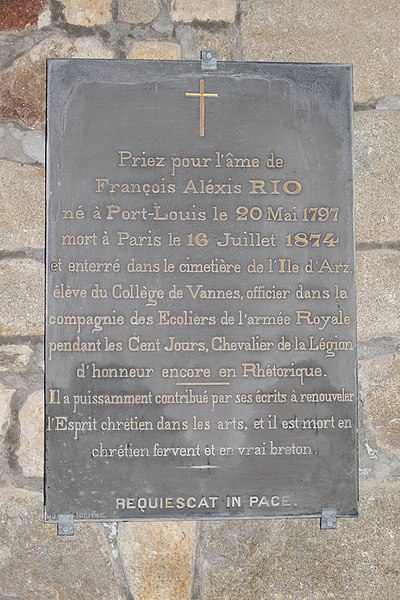 Priez pour l'âme de
François Aléxis RIO
né à Port-Louis le 20 Mai 1797
mort à Paris le 16 Juillet 1874
et enterré dans le cimetière de l'Ile d'Arz,
élève du Collège de Vannes, officier dans la
compagnie des Ecoliers de l'armée Royale
pendant les Cent Jours, Chevalier de la Légion
d'honneur encore en Rhétorique.
Il a puissamment contribué par ses écrits à renouveler
l'Esprit chrétien dans les arts, et il est mort en
chrétien fervent et en vrai breton.
REQUIESCAT IN PACE.
LORIENT